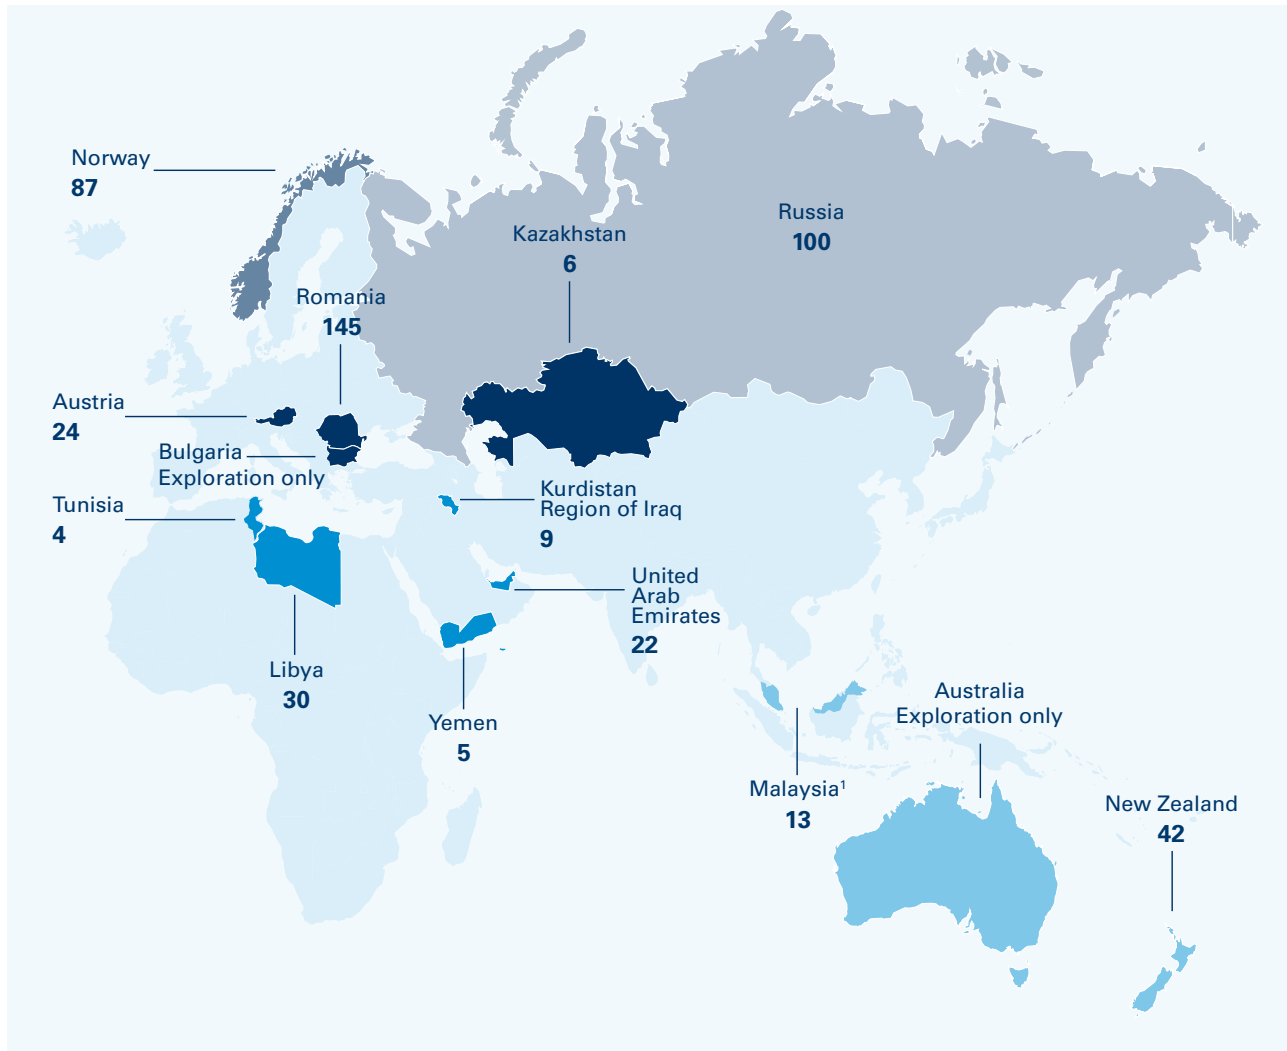 Norway
87
Russia
100
Kazakhstan
6
Romania
145
Austria
24
Bulgaria
Exploration only
Tunisia
4
Kurdistan
Region of Iraq
9
United
Arab
Emirates
22
Libya
30
Yemen
5
Australia
Exploration only
Malaysia¹
13
New Zealand
42